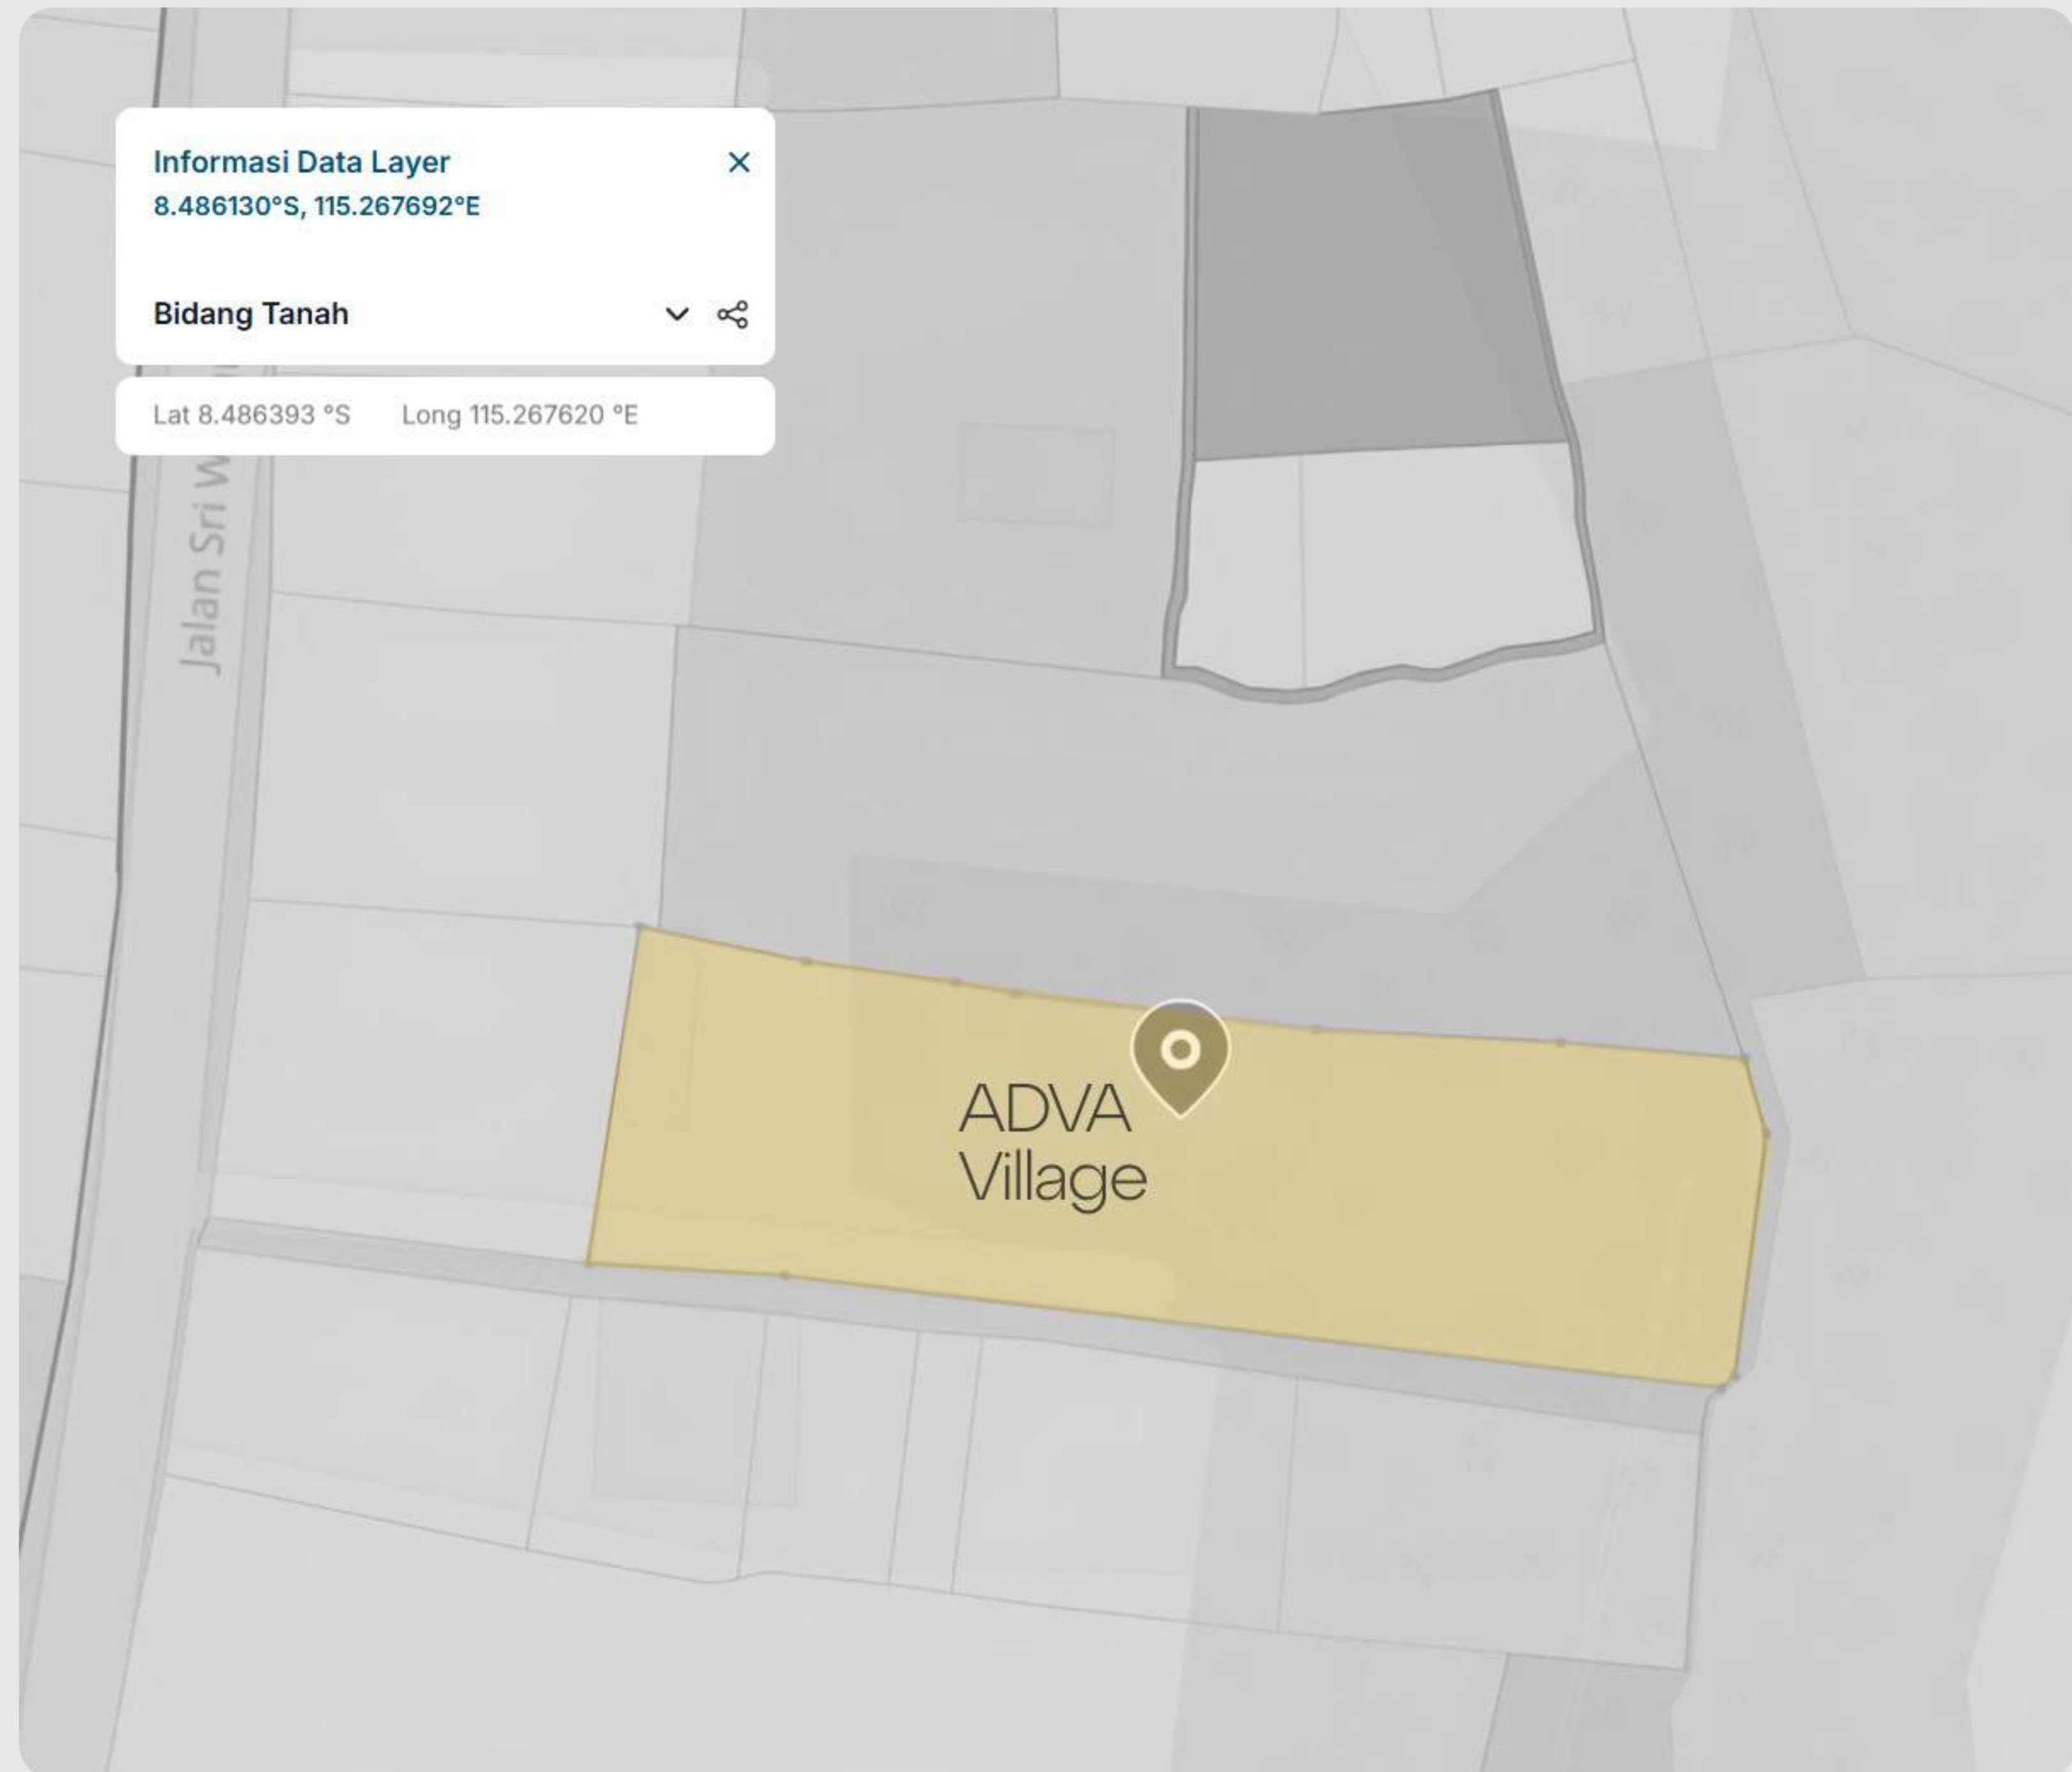 Informasi Data Layer
8.486130°S, 115.267692°E
Bidang Tanah
Lat 8.486393 °S Long 115.267620 °E
Jalan Sri
ADVA
Village